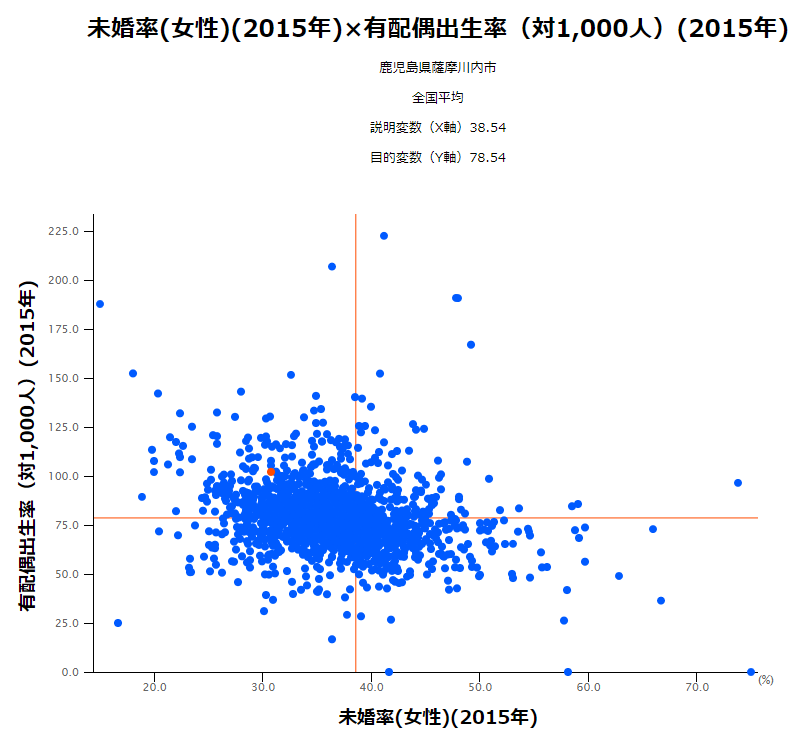 未婚率(女性)(2015年)×有配偶出生率（対1,000人）(2015年)
鹿児島県薩摩川内市
全国平均
説明変数（X軸）38.54
目的変数（Y軸）78.54
有配偶出生率（対1,000人）(2015年)
225.0
200.0
175.0
150.0
125.0
100.0
75.0
50.0
25.0
0.0
20.0 30.0 40.0 50.0 60.0 70.0 (%)
未婚率(女性)(2015年)